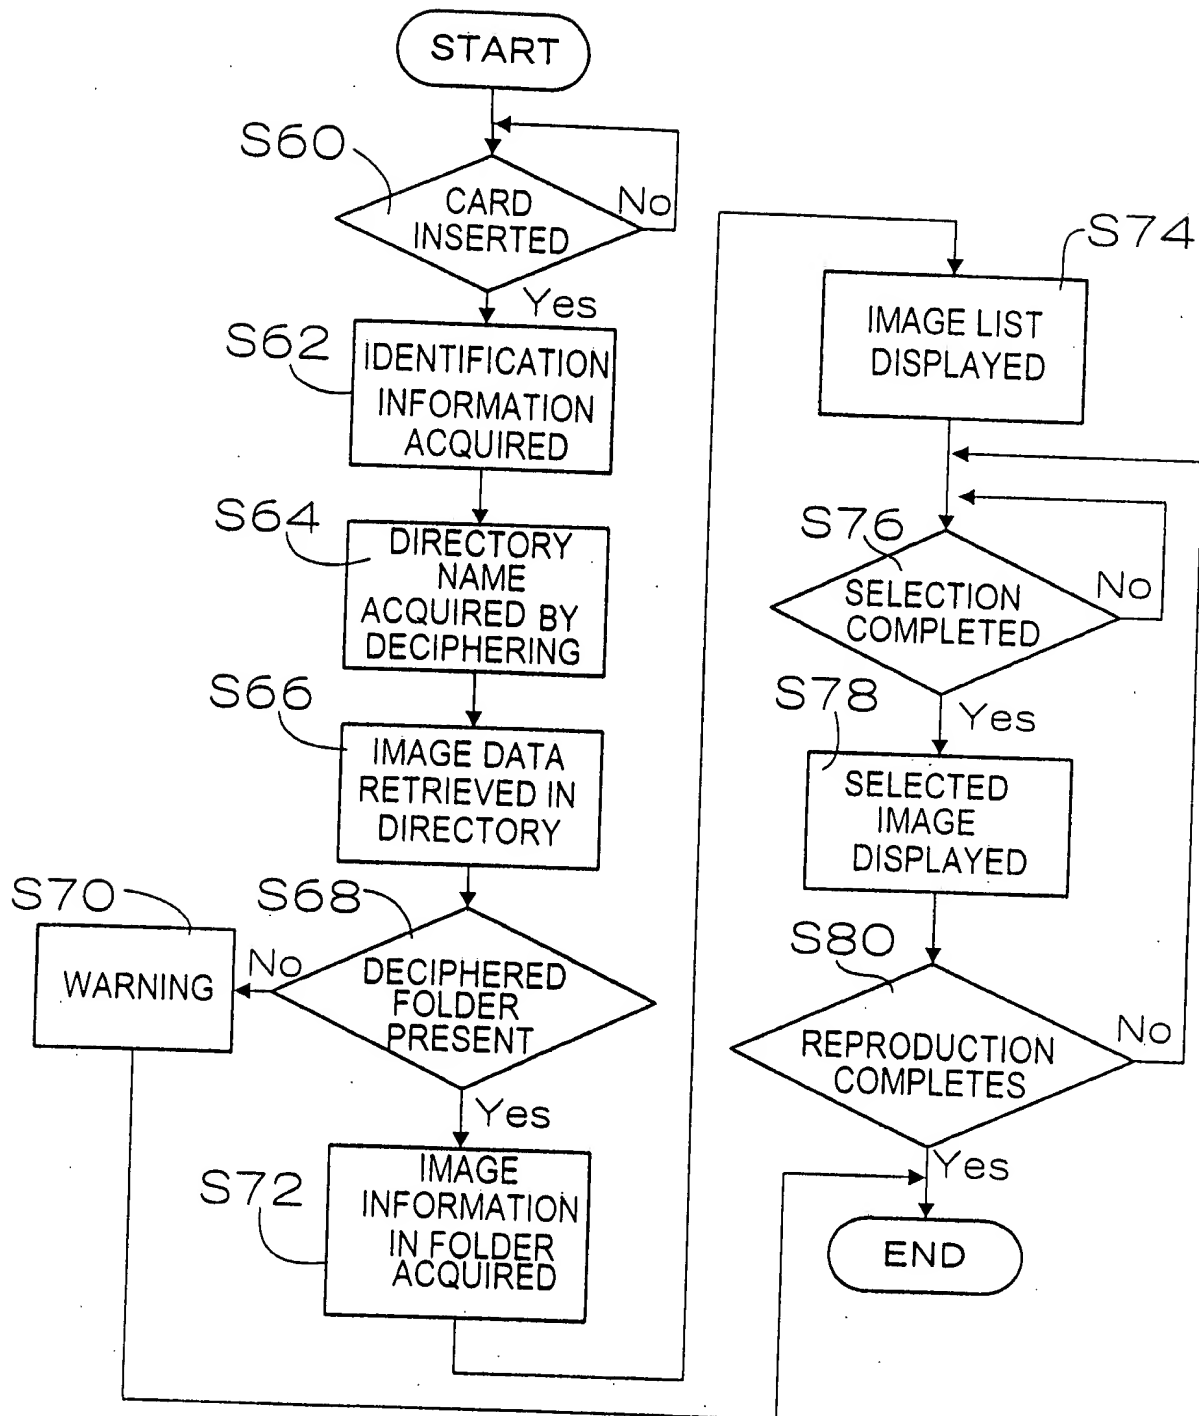 START
S60
CARD
INSERTED
No
Yes
S62
IDENTIFICATION
INFORMATION
ACQUIRED
S64
DIRECTORY
NAME
ACQUIRED BY
DECIPHERING
S66
IMAGE DATA
RETRIEVED IN
DIRECTORY
S68
DECIPHERED
FOLDER
PRESENT
No
S70
WARNING
Yes
S72
IMAGE
INFORMATION
IN FOLDER
ACQUIRED
S74
IMAGE LIST
DISPLAYED
S76
SELECTION
COMPLETED
No
Yes
S78
SELECTED
IMAGE
DISPLAYED
S80
REPRODUCTION
COMPLETES
No
Yes
END